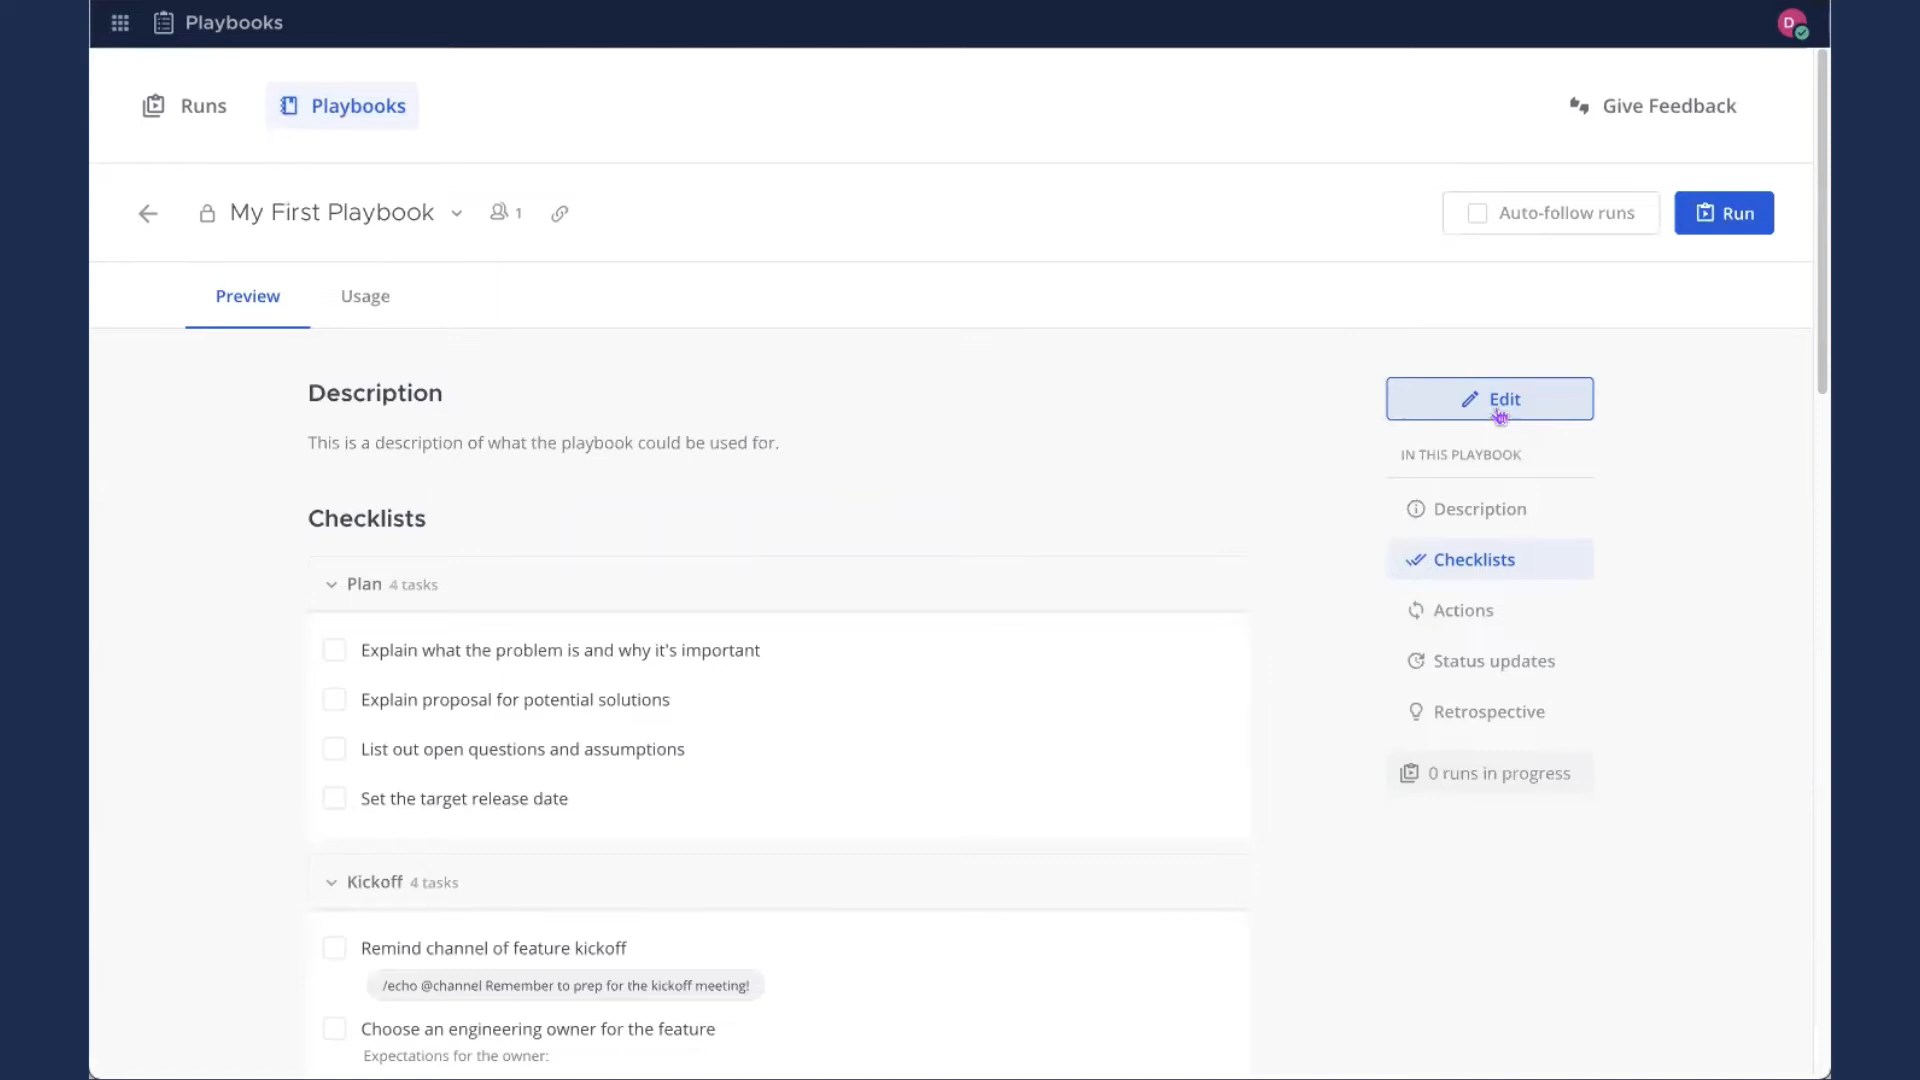 Playbooks
D
Runs
Playbooks
Give Feedback
My First Playbook
1
Auto-follow runs
Run
Preview
Usage
Description
This is a description of what the playbook could be used for.
Checklists
Plan 4 tasks
Explain what the problem is and why it's important
Explain proposal for potential solutions
List out open questions and assumptions
Set the target release date
Kickoff 4 tasks
Remind channel of feature kickoff
/echo @channel Remember to prep for the kickoff meeting!
Choose an engineering owner for the feature
Expectations for the owner:
Edit
IN THIS PLAYBOOK
Description
Checklists
Actions
Status updates
Retrospective
0 runs in progress